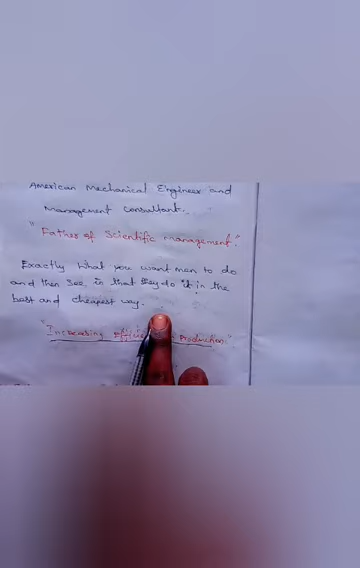 American Mechanical Engineer and
Management consultant.
"Father of Scientific management."
Exactly what you want men to do
and then see in that they do it in the
best and cheapest way.
"Increasing Production."